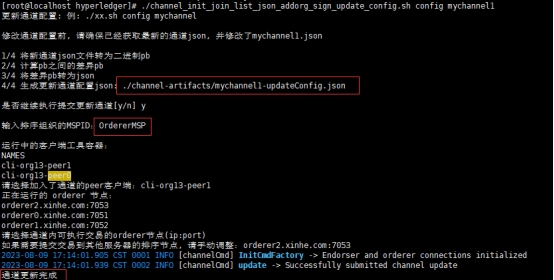 [root@localhost hyperledger]# ./channel_init_join_list_json_addorg_sign_update_config.sh config mychannel1
更新通道配置: 例: ./xx.sh config mychannel
修改通道配置前, 请确保已经获取最新的通道json, 并修改了mychannel1.json
1/4 将新通道json文件转为二进制pb
2/4 计算pb之间的差异pb
3/4 将差异pb转为json
4/4 生成更新通道配置json: ./channel-artifacts/mychannel1-updateConfig.json
是否继续执行提交更新通道[y/n] y
输入排序组织的MSPID: OrdererMSP
运行中的客户端工具容器:
NAMES
cli-org13-peer1
cli-org13-peer0
请选择加入了通道的peer客户端: cli-org13-peer1
正在运行的 orderer 节点:
orderer2.xinhe.com:7053
orderer0.xinhe.com:7051
orderer1.xinhe.com:7052
请选择通道内可执行交易的orderer节点(ip:port)
如果需要提交交易到其他服务器的排序节点, 请手动调整: orderer2.xinhe.com:7053
2023-08-09 17:14:01.905 CST 0001 INFO [channelCmd] InitCmdFactory -> Endorser and orderer connections initialized
2023-08-09 17:14:01.939 CST 0002 INFO [channelCmd] update -> Successfully submitted channel update
通道更新完成